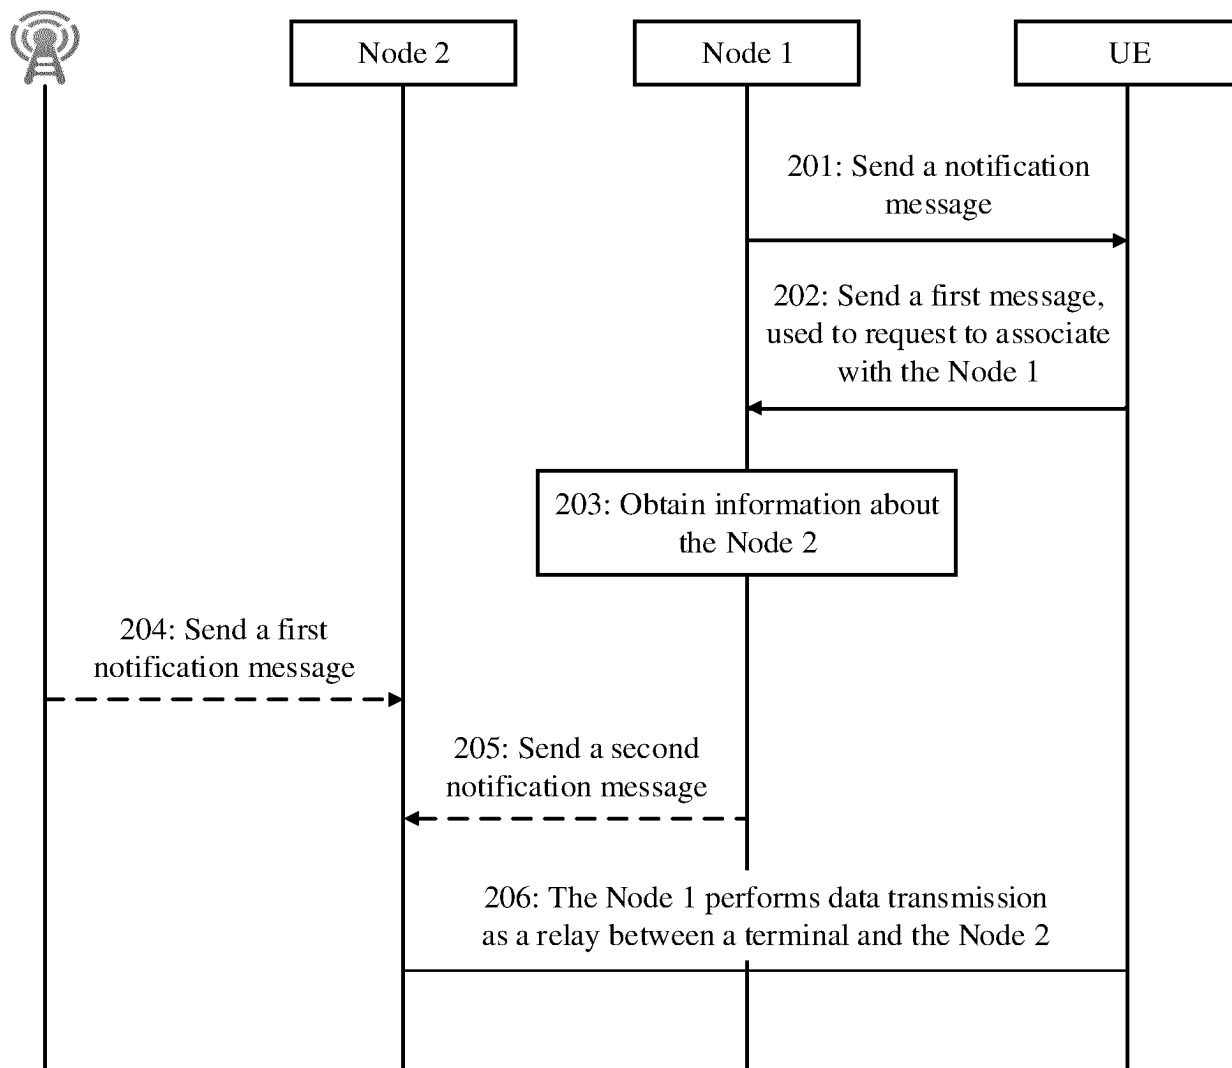 Node 2
Node 1
UE
201: Send a notification
message
202: Send a first message,
used to request to associate
with the Node 1
203: Obtain information about
the Node 2
204: Send a first
notification message
205: Send a second
notification message
206: The Node 1 performs data transmission
as a relay between a terminal and the Node 2